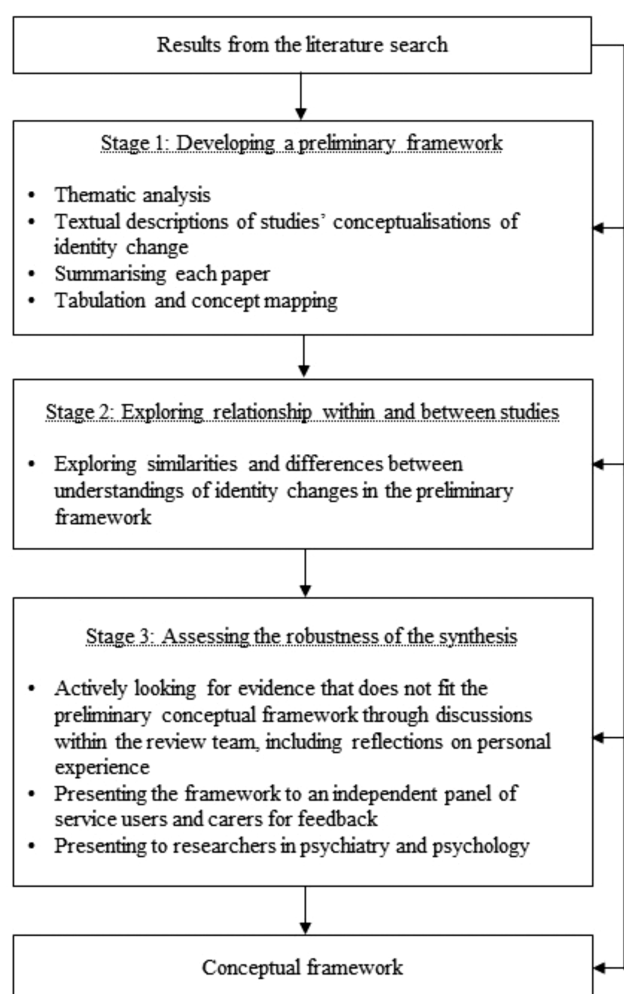 Results from the literature search
Stage 1: Developing a preliminary framework
• Thematic analysis
• Textual descriptions of studies’ conceptualisations of
identity change
• Summarising each paper
• Tabulation and concept mapping
Stage 2: Exploring relationship within and between studies
• Exploring similarities and differences between
understandings of identity changes in the preliminary
framework
Stage 3: Assessing the robustness of the synthesis
• Actively looking for evidence that does not fit the
preliminary conceptual framework through discussions
within the review team, including reflections on personal
experience
• Presenting the framework to an independent panel of
service users and carers for feedback
• Presenting to researchers in psychiatry and psychology
Conceptual framework